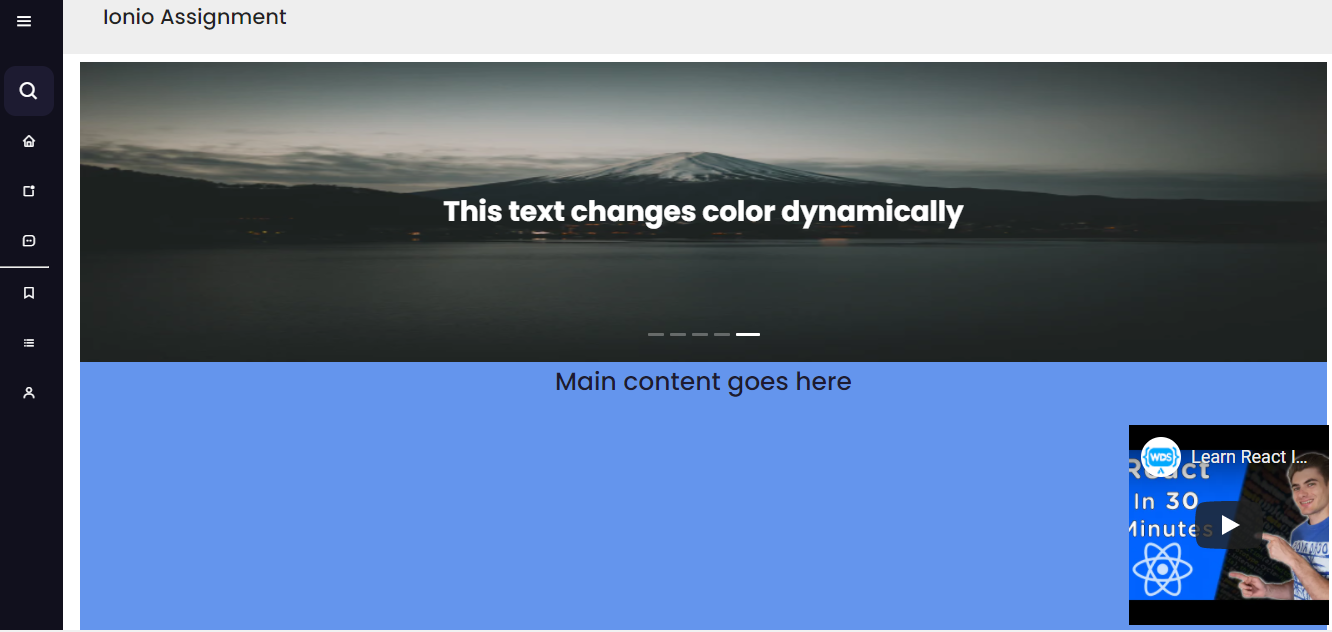 Ionio Assignment
This text changes color dynamically
Main content goes here
WDS Learn React I...
React
In 30
Minutes